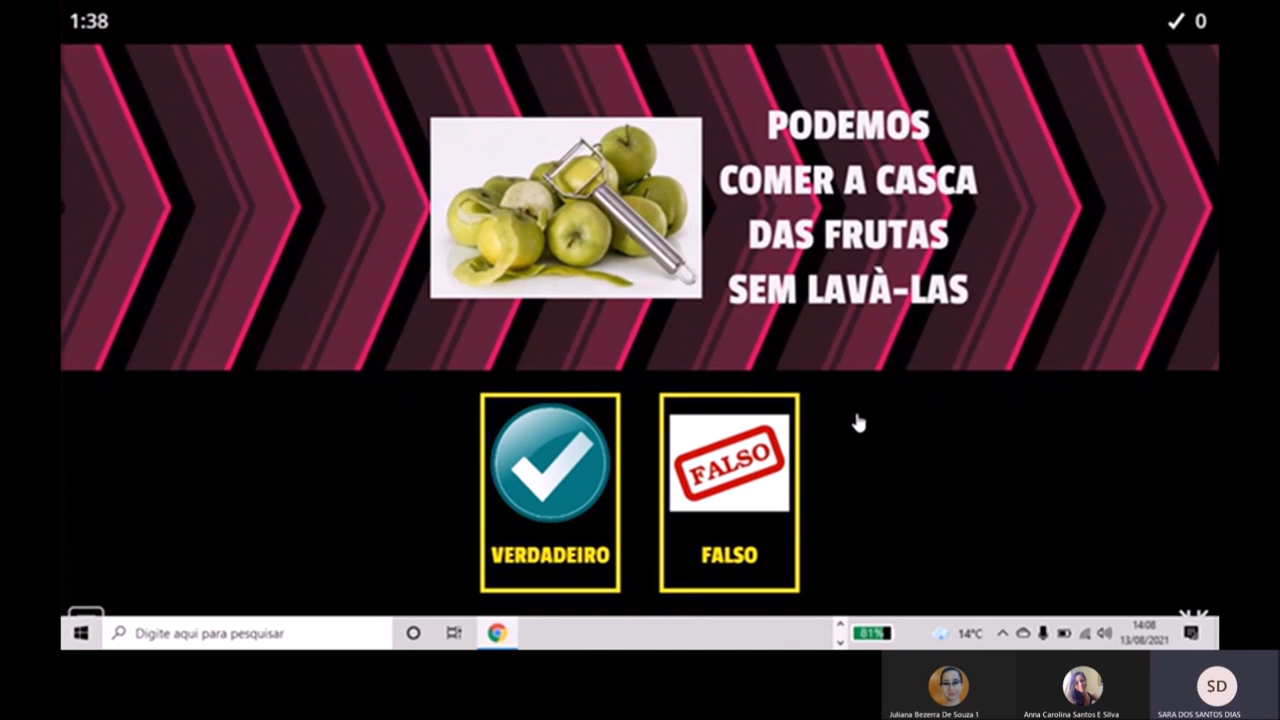 1:38
0
PODEMOS
COMER A CASCA
DAS FRUTAS
SEM LAVÀ-LAS
FALSO
VERDADEIRO
FALSO
Digite aqui para pesquisar
81%
14°C
14:08
13/08/2021
SD
Juliana Bezerra De Souza 1
Anna Carolina Santos E Silva
SARA DOS SANTOS DIAS